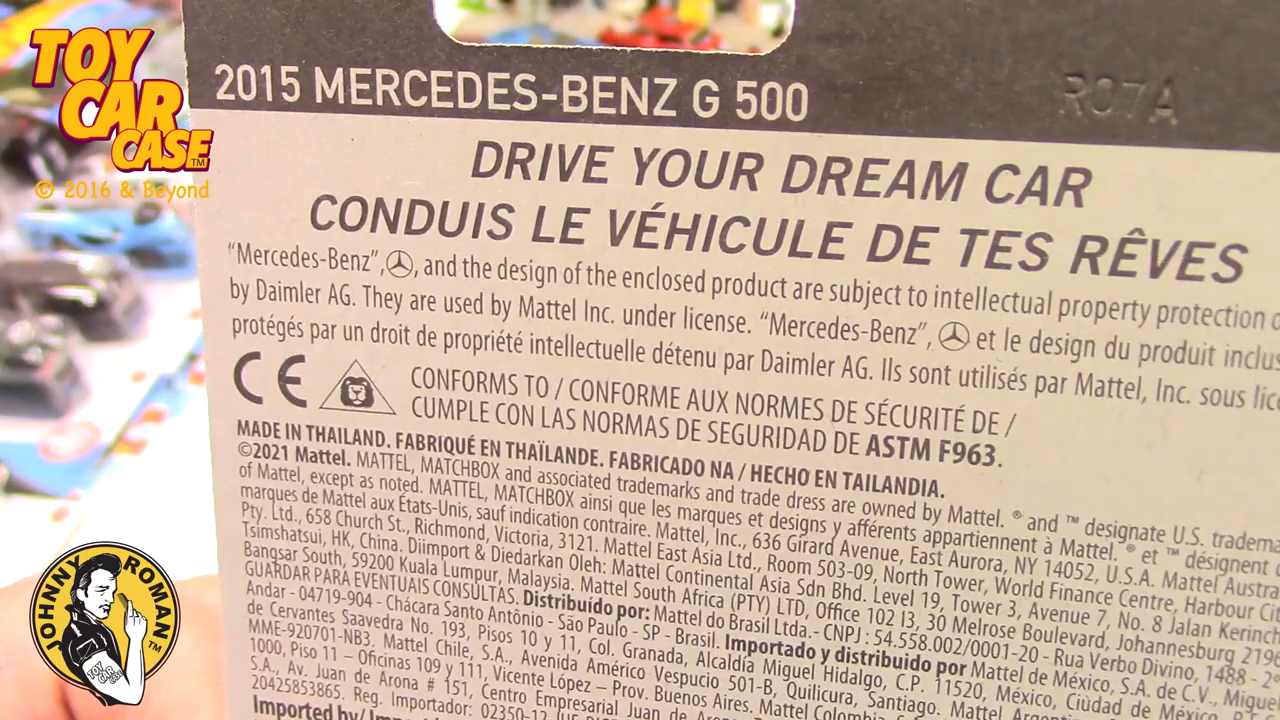 TOY
CAR
CASE™
© 2016 & Beyond
2015 MERCEDES-BENZ G 500
R07A
DRIVE YOUR DREAM CAR
CONDUIS LE VÉHICULE DE TES RÊVES
“Mercedes-Benz”, , and the design of the enclosed product are subject to intellectual property protection
by Daimler AG. They are used by Mattel Inc. under license. “Mercedes-Benz”, et le design du produit inclus
protégés par un droit de propriété intellectuelle détenu par Daimler AG. Ils sont utilisés par Mattel, Inc. sous
CE
CONFORMS TO / CONFORME AUX NORMES DE SÉCURITÉ DE /
CUMPLE CON LAS NORMAS DE SEGURIDAD DE ASTM F963.
MADE IN THAILAND. FABRIQUÉ EN THAÏLANDE. FABRICADO NA / HECHO EN TAILANDIA.
©2021 Mattel. MATTEL, MATCHBOX and associated trademarks and trade dress are owned by Mattel. ® and ™ designate U.S.
of Mattel, except as noted. MATTEL, MATCHBOX ainsi que les marques et designs y afférents appartiennent à Mattel. ® et ™ désignent
marques de Mattel aux États-Unis, sauf indication contraire. Mattel, Inc., 636 Girard Avenue, East Aurora, NY 14052, U.S.A. Mattel
Pty. Ltd., 658 Church St., Richmond, Victoria, 3121. Mattel East Asia Ltd., Room 503-09, North Tower, World Finance Centre, Harbour
Tsimshatsui, HK, China. Diimport & Diedarkan Oleh: Mattel Continental Asia Sdn Bhd. Level 19, Tower 3, Avenue 7, No. 8 Jalan
Bangsar South, 59200 Kuala Lumpur, Malaysia. Mattel South Africa (PTY) LTD, Office 102 I3, 30 Melrose Boulevard, Johannesburg
GUARDAR PARA EVENTUAIS CONSULTAS. Distribuído por: Mattel do Brasil Ltda.- CNPJ : 54.558.002/0001-20 - Rua Verbo Divino, 1488 -
Andar - 04719-904 - Chácara Santo Antônio - São Paulo - SP - Brasil. Importado y distribuido por Mattel de México, S.A. de C.V.,
de Cervantes Saavedra No. 193, Pisos 10 y 11, Col. Granada, Alcaldía Miguel Hidalgo, C.P. 11520, México, Ciudad de México
MME-920701-NB3. Mattel Chile, S.A., Avenida Américo Vespucio 501-B, Quilicura, Santiago. Mattel
1000, Piso 11 – Oficinas 109 y 111, Vicente López – Prov. Buenos Aires. Mattel Colombia
S.A., Av. Juan de Arona # 151, Centro Empresarial Juan de
20425853865. Reg. Importador: 02350-12
Imported by/
JOHNNY ROMAN™
TOY
CAR
CASE